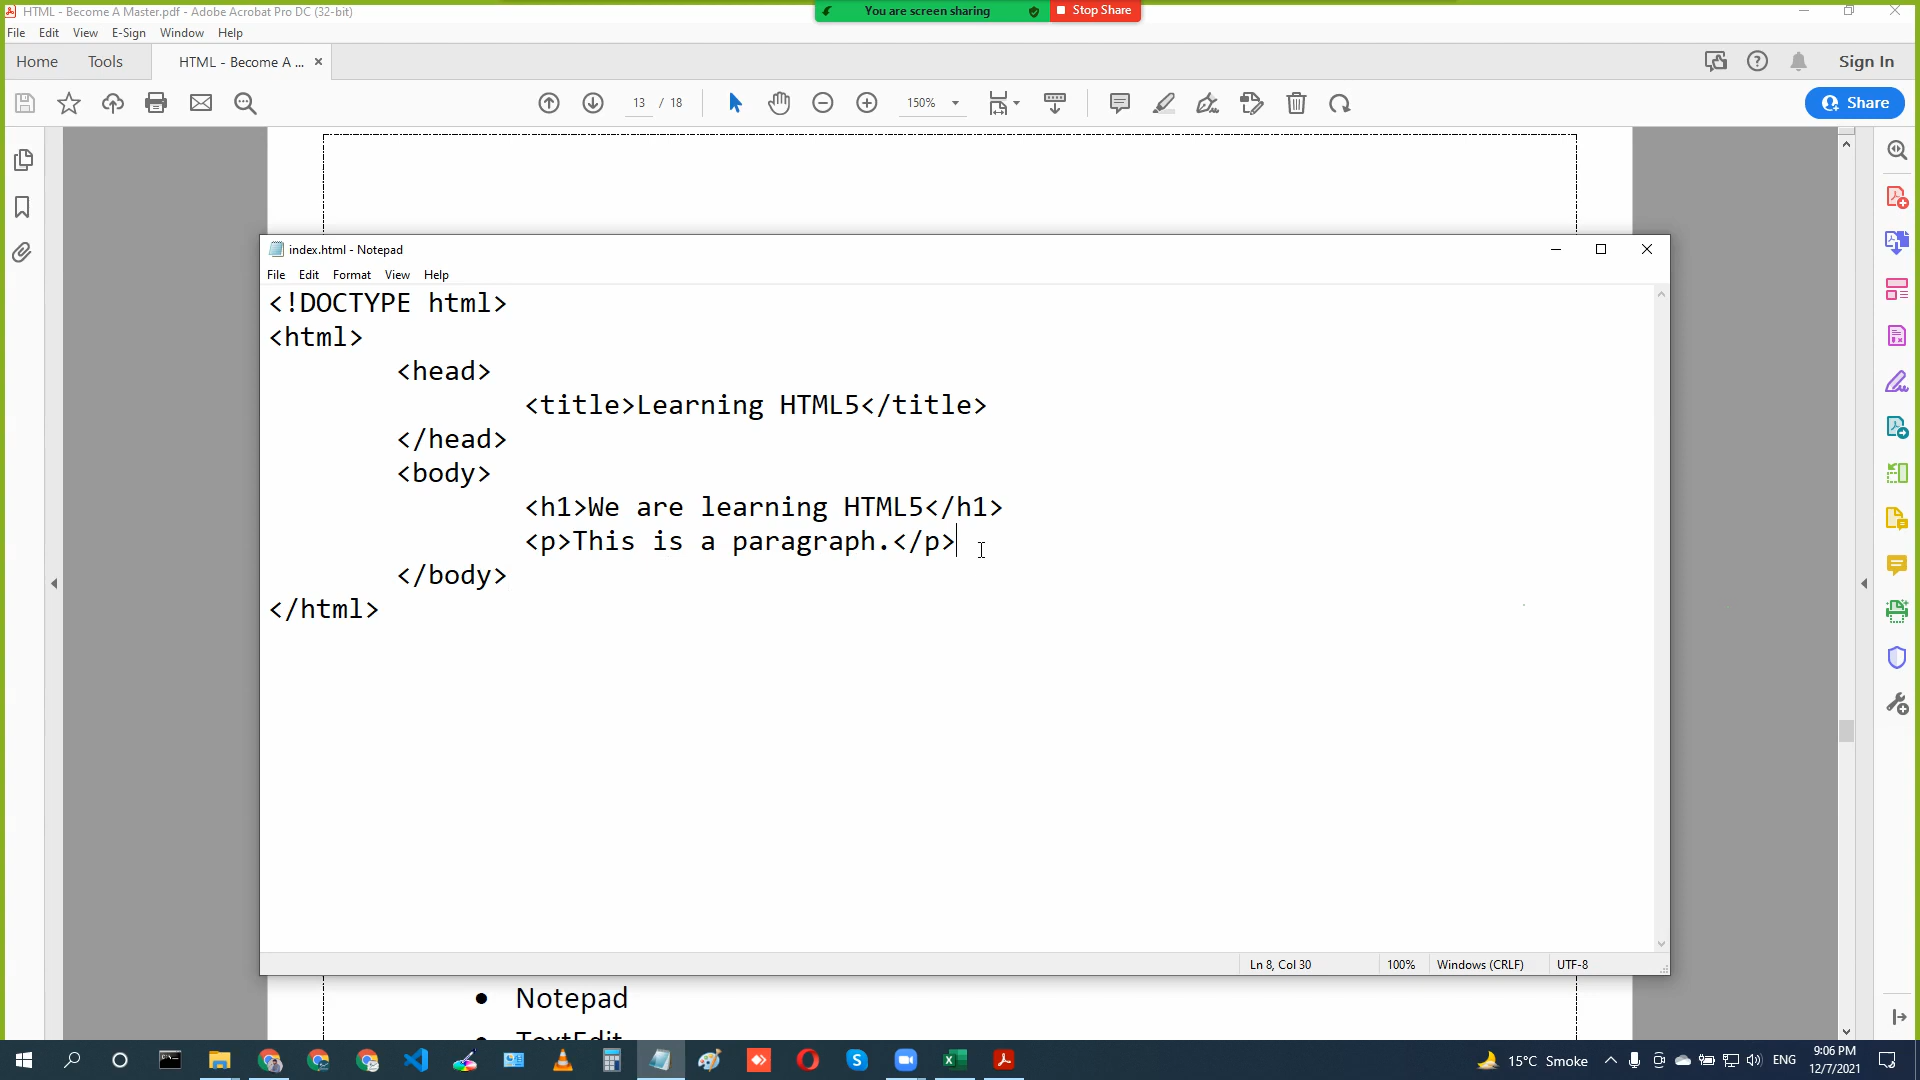 HTML - Become A Master.pdf - Adobe Acrobat Pro DC (32-bit)
You are screen sharing
Stop Share
File Edit View E-Sign Window Help
Home Tools HTML - Become A ... Sign In
13 / 18 150% Share
index.html - Notepad
File Edit Format View Help
<!DOCTYPE html>
<html>
<head>
<title>Learning HTML5</title>
</head>
<body>
<h1>We are learning HTML5</h1>
<p>This is a paragraph.</p>
</body>
</html>
Ln 8, Col 30 100% Windows (CRLF) UTF-8
• Notepad
• TextEdit
15°C Smoke ENG 9:06 PM
12/7/2021